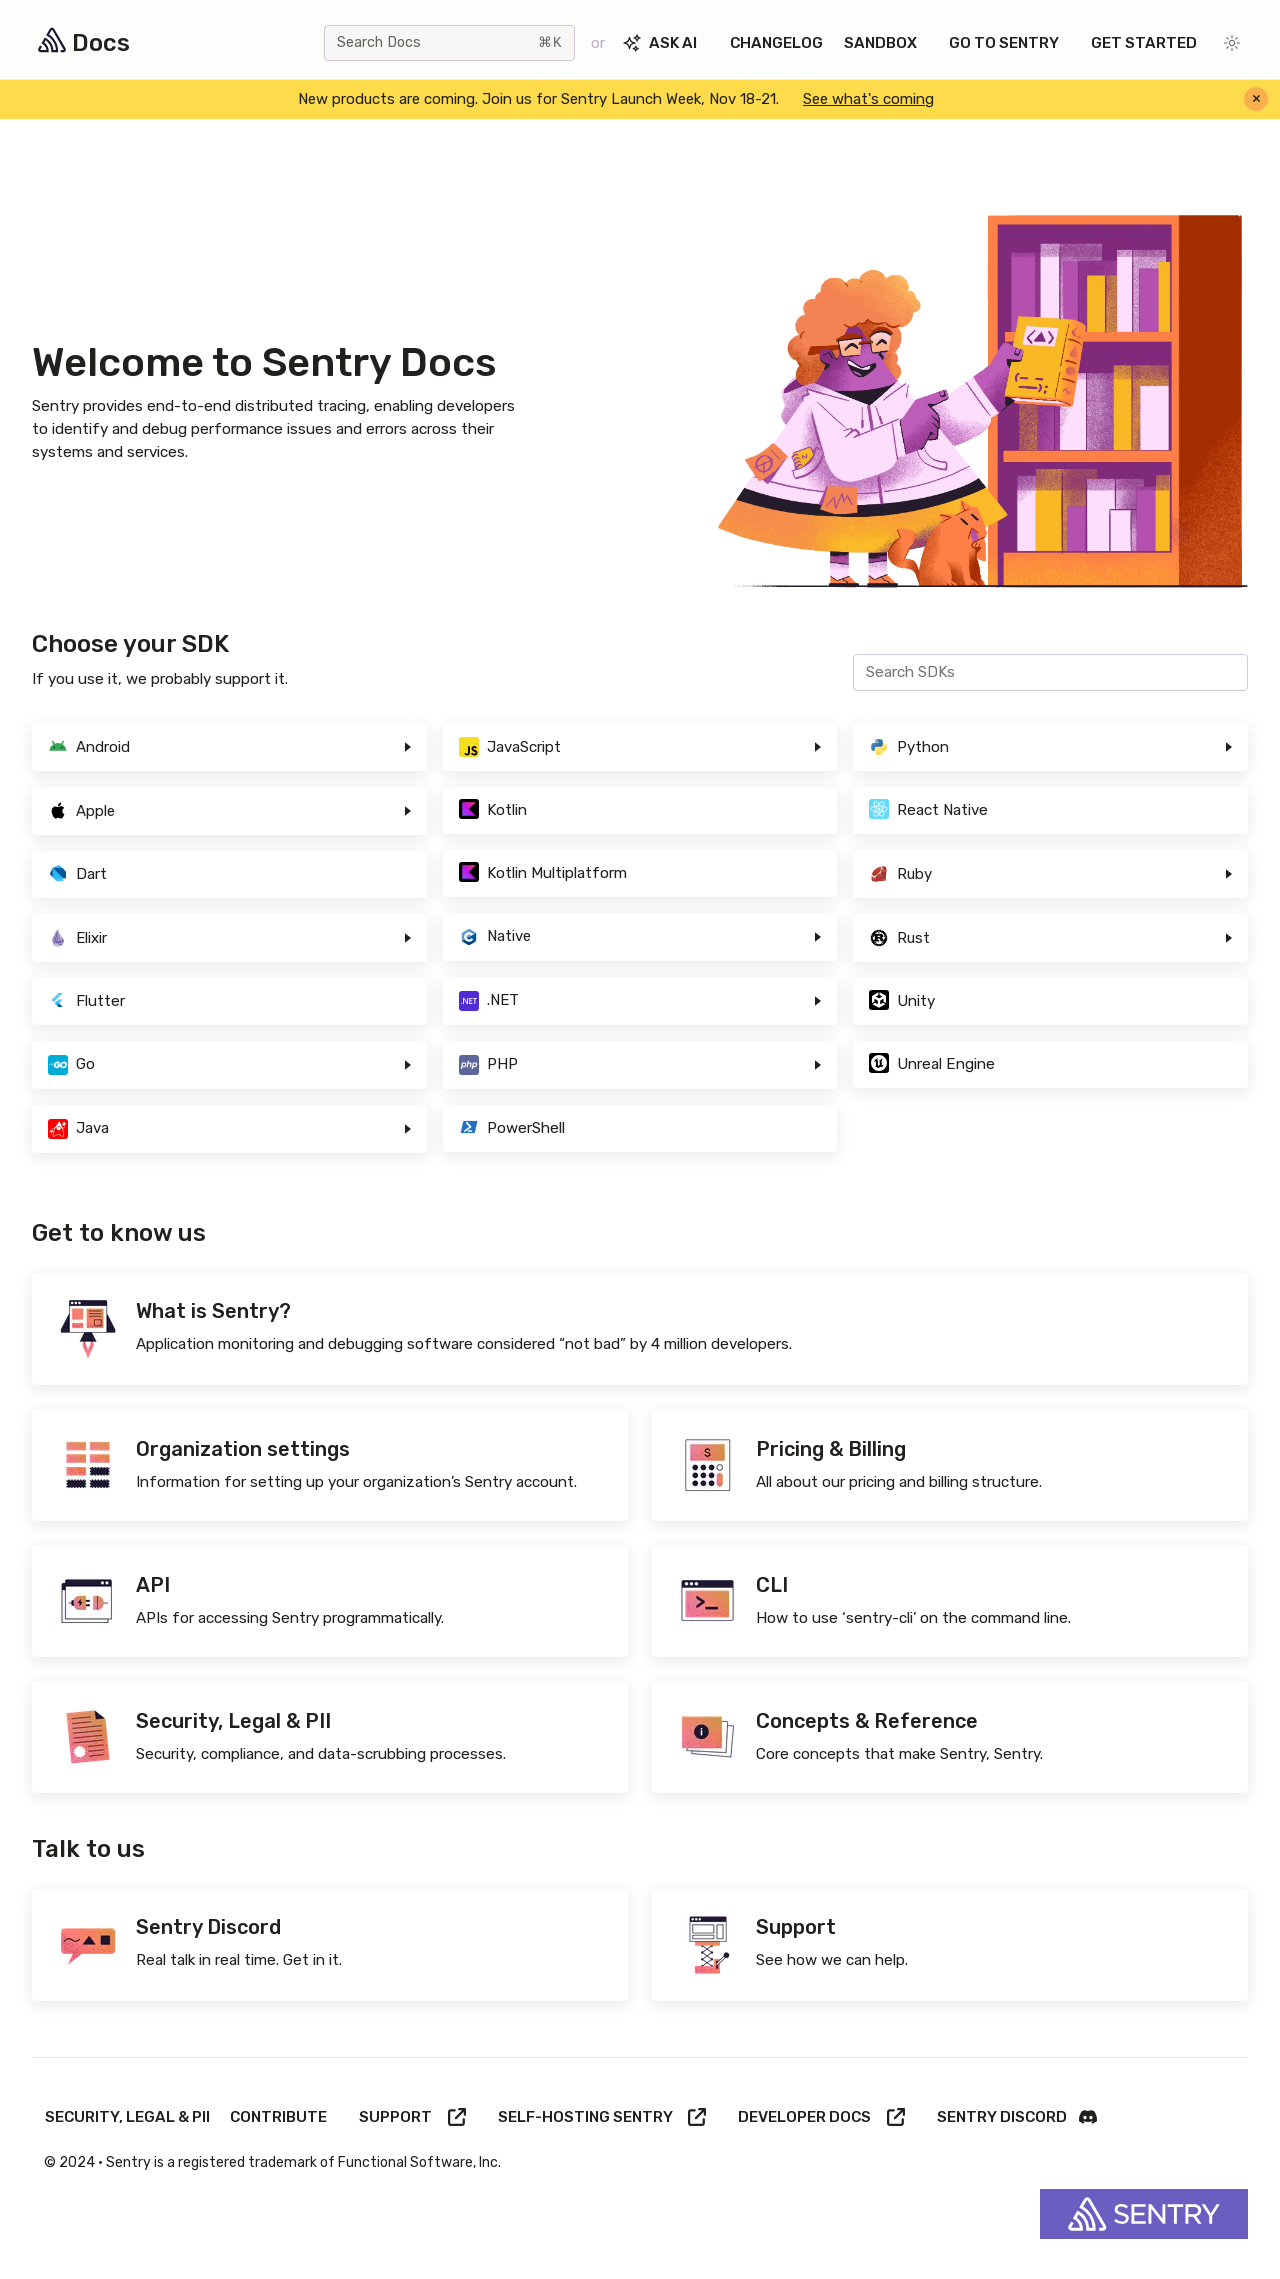 Docs
Search Docs ⌘K or ASK AI CHANGELOG SANDBOX GO TO SENTRY GET STARTED
New products are coming. Join us for Sentry Launch Week, Nov 18-21. See what's coming ×
Welcome to Sentry Docs
Sentry provides end-to-end distributed tracing, enabling developers
to identify and debug performance issues and errors across their
systems and services.
Choose your SDK
If you use it, we probably support it.
Search SDKs
Android
Apple
Dart
Elixir
Flutter
GO Go
Java
JS JavaScript
Kotlin
Kotlin Multiplatform
C Native
.NET .NET
php PHP
PowerShell
Python
React Native
Ruby
R Rust
Unity
U Unreal Engine
Get to know us
What is Sentry?
Application monitoring and debugging software considered “not bad” by 4 million developers.
Organization settings
Information for setting up your organization’s Sentry account.
$
Pricing & Billing
All about our pricing and billing structure.
API
APIs for accessing Sentry programmatically.
>_
CLI
How to use ‘sentry-cli’ on the command line.
Security, Legal & PII
Security, compliance, and data-scrubbing processes.
i
Concepts & Reference
Core concepts that make Sentry, Sentry.
Talk to us
Sentry Discord
Real talk in real time. Get in it.
Support
See how we can help.
SECURITY, LEGAL & PII CONTRIBUTE SUPPORT SELF-HOSTING SENTRY DEVELOPER DOCS SENTRY DISCORD
© 2024 • Sentry is a registered trademark of Functional Software, Inc.
SENTRY